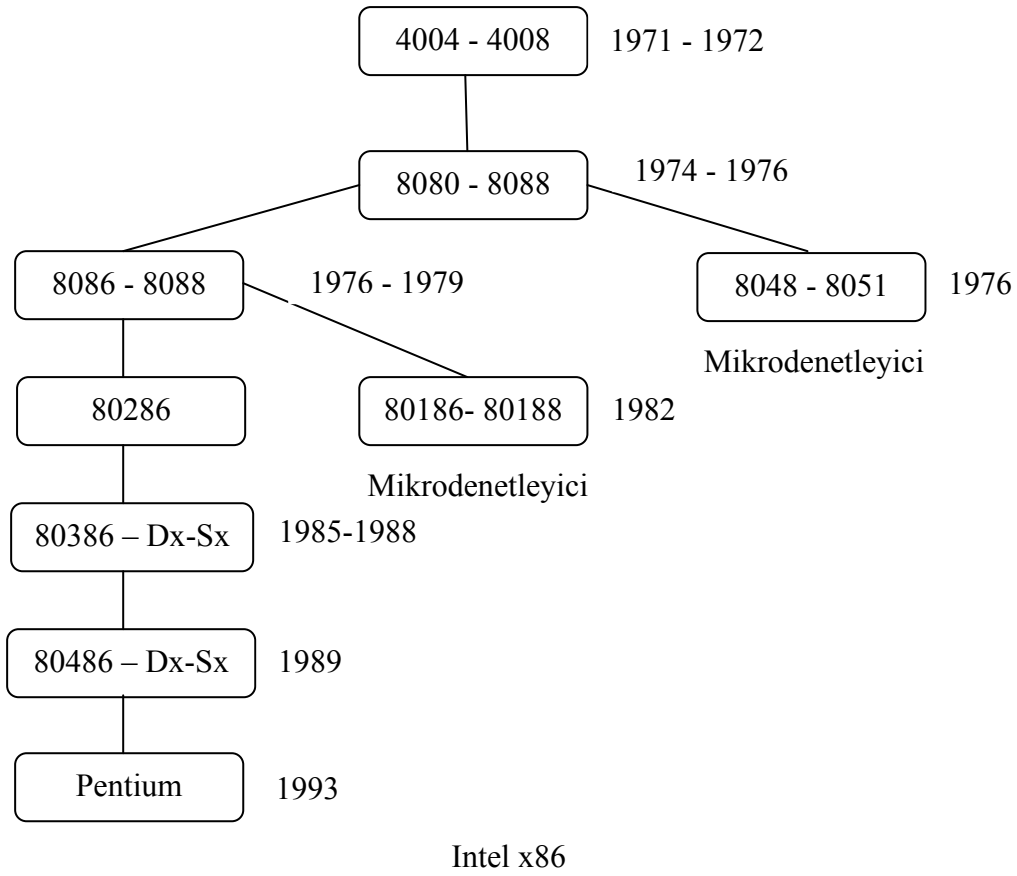 4004 - 4008 1971 - 1972
8080 - 8088 1974 - 1976
8086 - 8088 1976 - 1979 8048 - 8051 1976
Mikrodenetleyici
80286 80186- 80188 1982
Mikrodenetleyici
80386 – Dx-Sx 1985-1988
80486 – Dx-Sx 1989
Pentium 1993
Intel x86